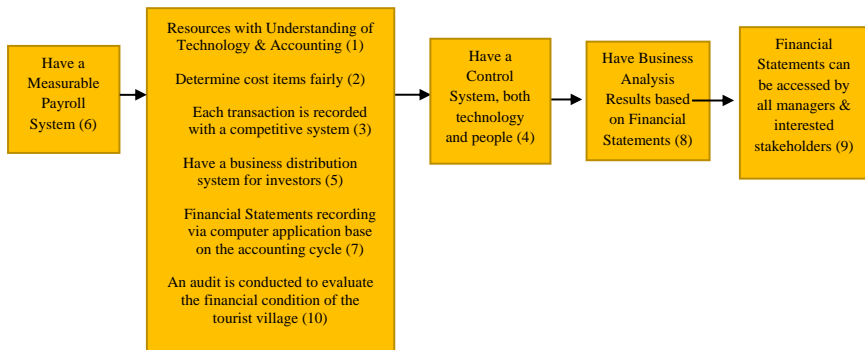 Have a
Measurable
Payroll
System (6)
Resources with Understanding of
Technology & Accounting (1)
Determine cost items fairly (2)
Each transaction is recorded
with a competitive system (3)
Have a business distribution
system for investors (5)
Financial Statements recording
via computer application base
on the accounting cycle (7)
An audit is conducted to evaluate
the financial condition of the
tourist village (10)
Have a
Control
System, both
technology
and people (4)
Have Business
Analysis
Results based
on Financial
Statements (8)
Financial
Statements can
be accessed by
all managers &
interested
stakeholders (9)